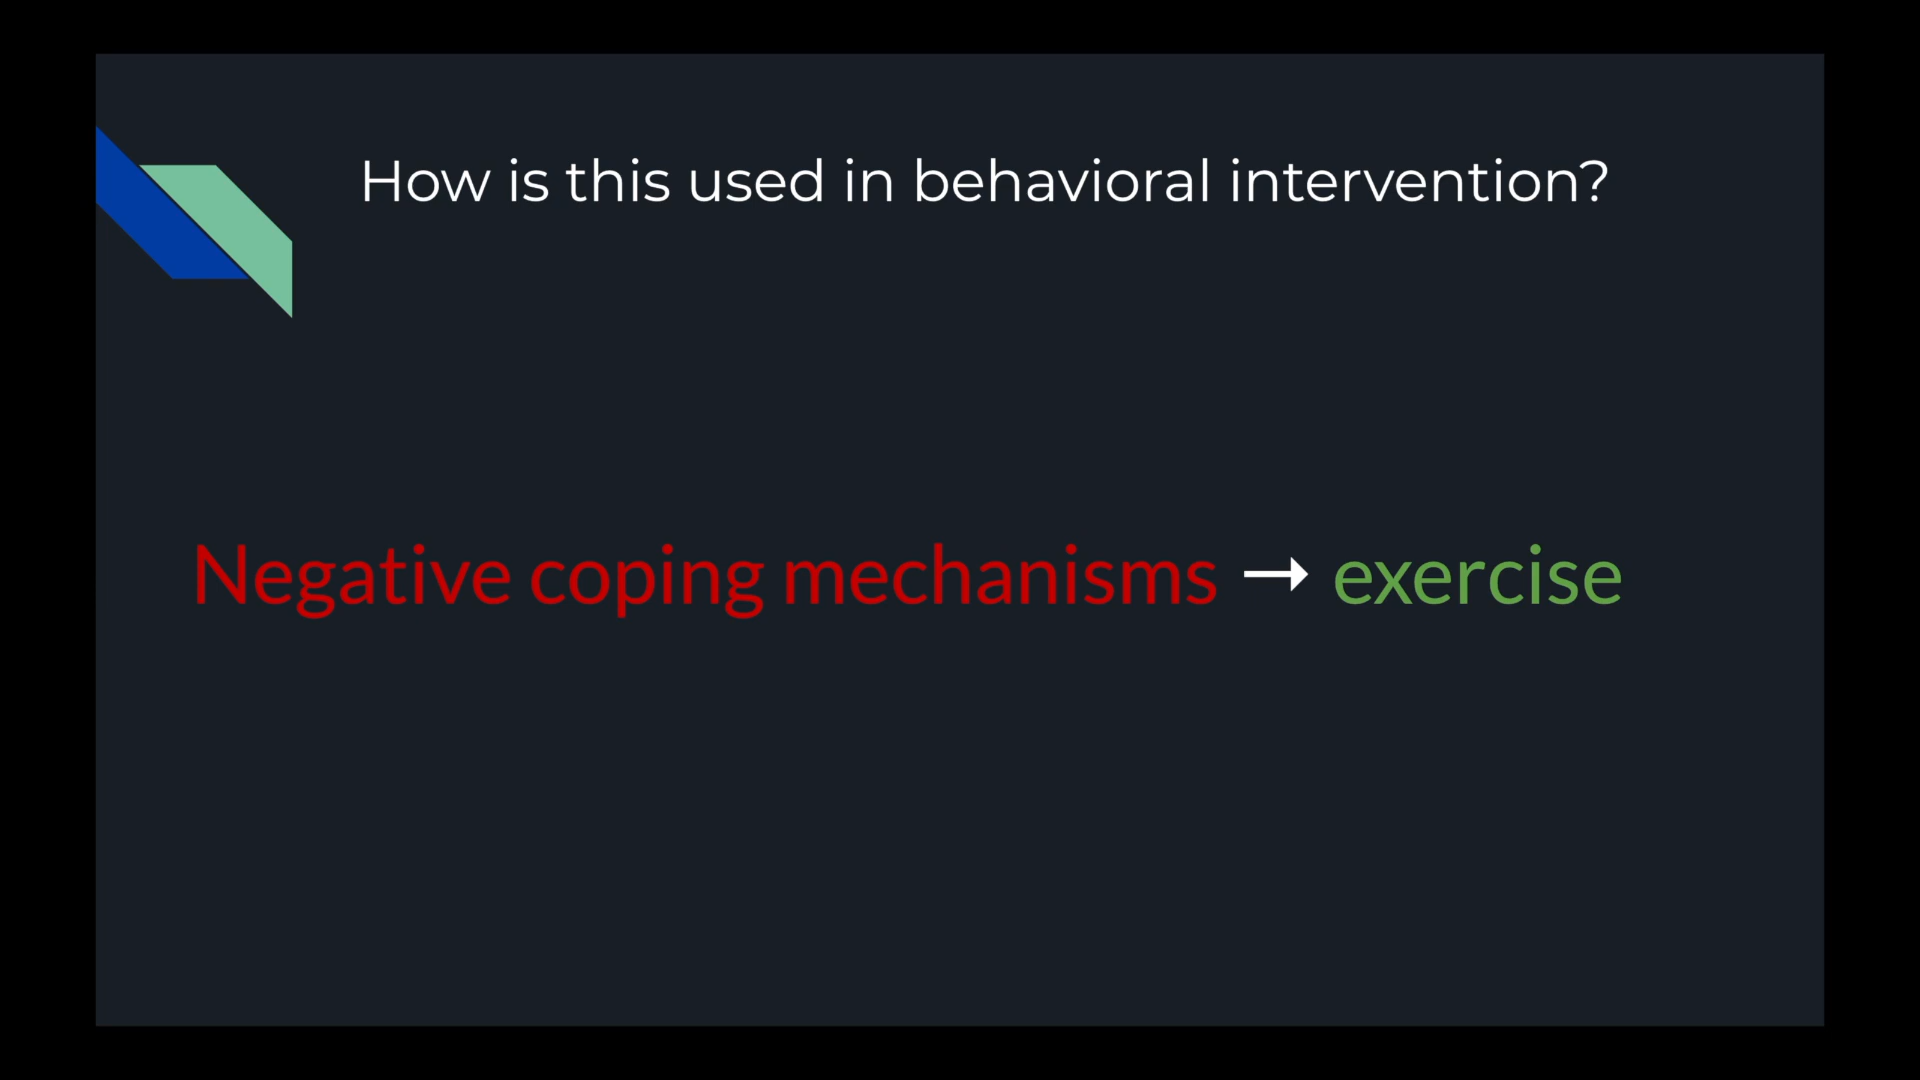 How is this used in behavioral intervention?
Negative coping mechanisms → exercise